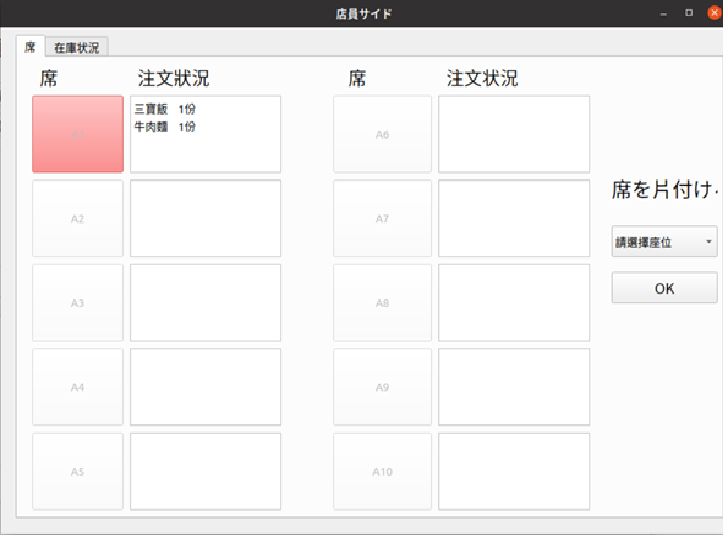 店員サイド
席 在庫状況
席 注文狀況 席 注文状況
三寶飯 1份
牛肉麵 1份
A1 A6
A2 A7
席を片付け
請選擇座位
OK
A3 A8
A4 A9
A5 A10